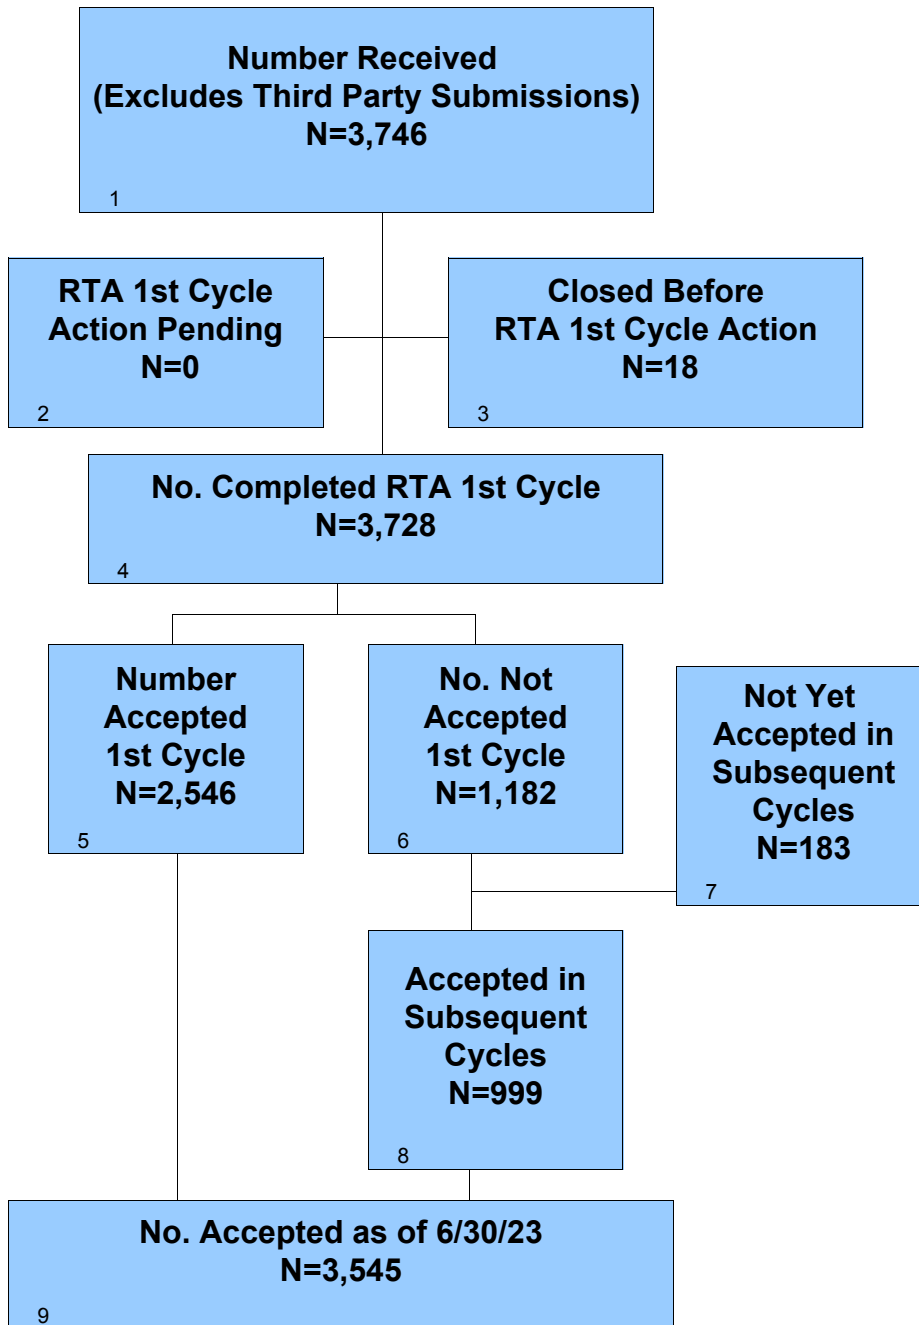 Number Received
(Excludes Third Party Submissions)
N=3,746
1
RTA 1st Cycle
Action Pending
N=0
2
Closed Before
RTA 1st Cycle Action
N=18
3
No. Completed RTA 1st Cycle
N=3,728
4
Number
Accepted
1st Cycle
N=2,546
5
No. Not
Accepted
1st Cycle
N=1,182
6
Not Yet
Accepted in
Subsequent
Cycles
N=183
7
Accepted in
Subsequent
Cycles
N=999
8
No. Accepted as of 6/30/23
N=3,545
9